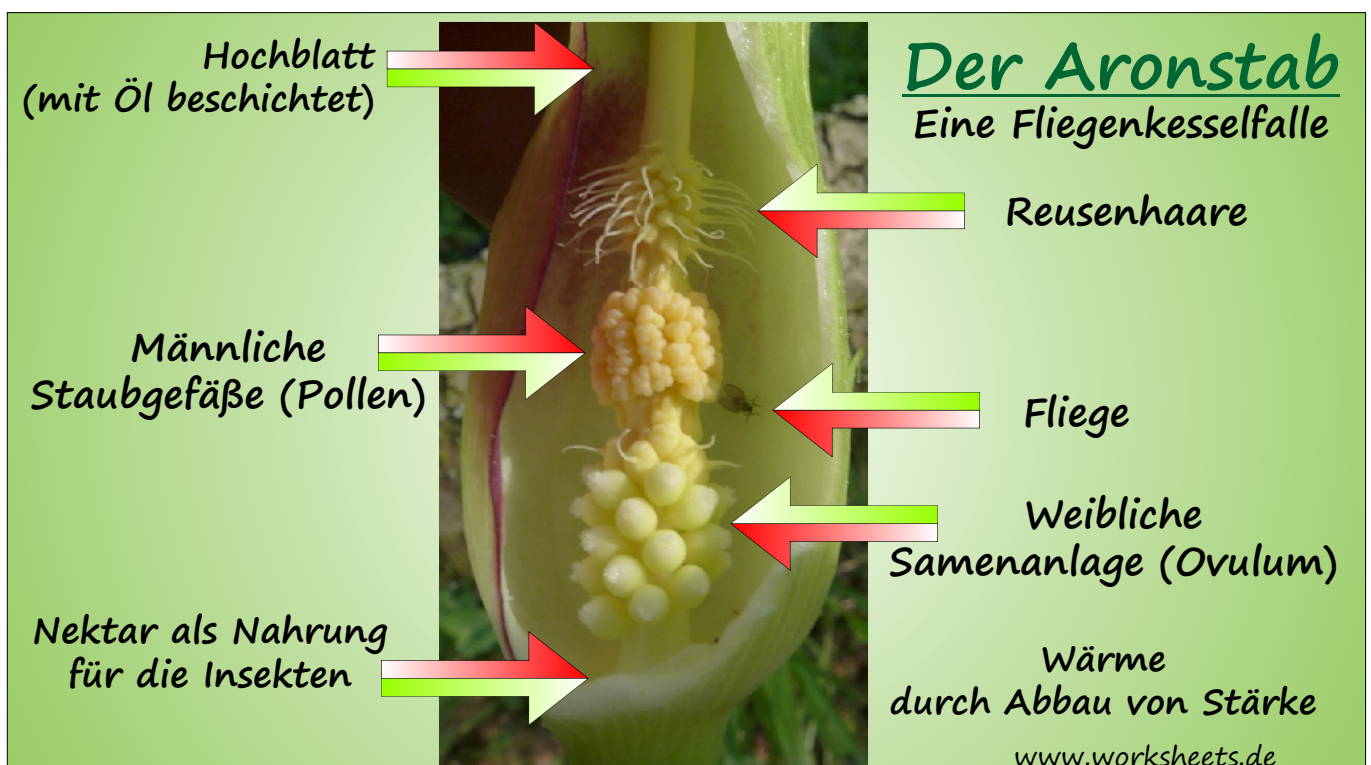 Hochblatt
(mit Öl beschichtet)
Der Aronstab
Eine Fliegenkesselfalle
Reusenhaare
Männliche
Staubgefäße (Pollen)
Fliege
Weibliche
Samenanlage (Ovulum)
Nektar als Nahrung
für die Insekten
Wärme
durch Abbau von Stärke
www.worksheets.de